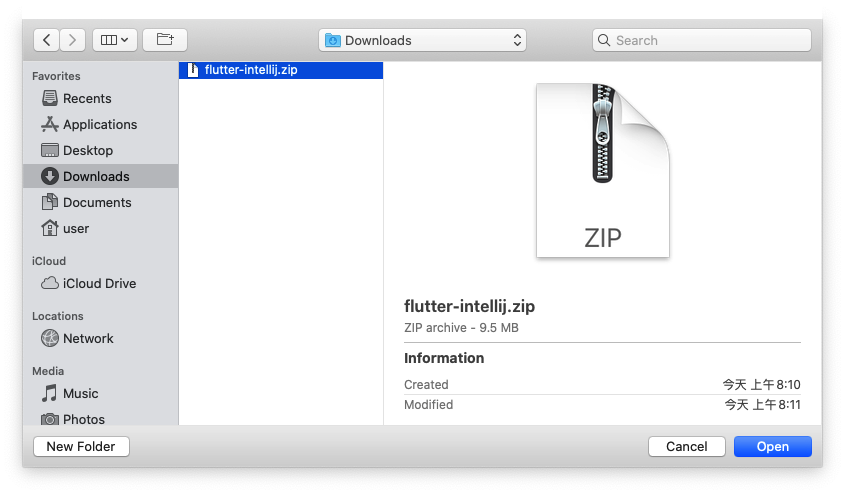 Downloads
Search
Favorites
Recents
Applications
Desktop
Downloads
Documents
user
iCloud
iCloud Drive
Locations
Network
Media
Music
Photos
flutter-intellij.zip
ZIP
flutter-intellij.zip
ZIP archive - 9.5 MB
Information
Created 今天 上午8:10
Modified 今天 上午8:11
New Folder
Cancel
Open